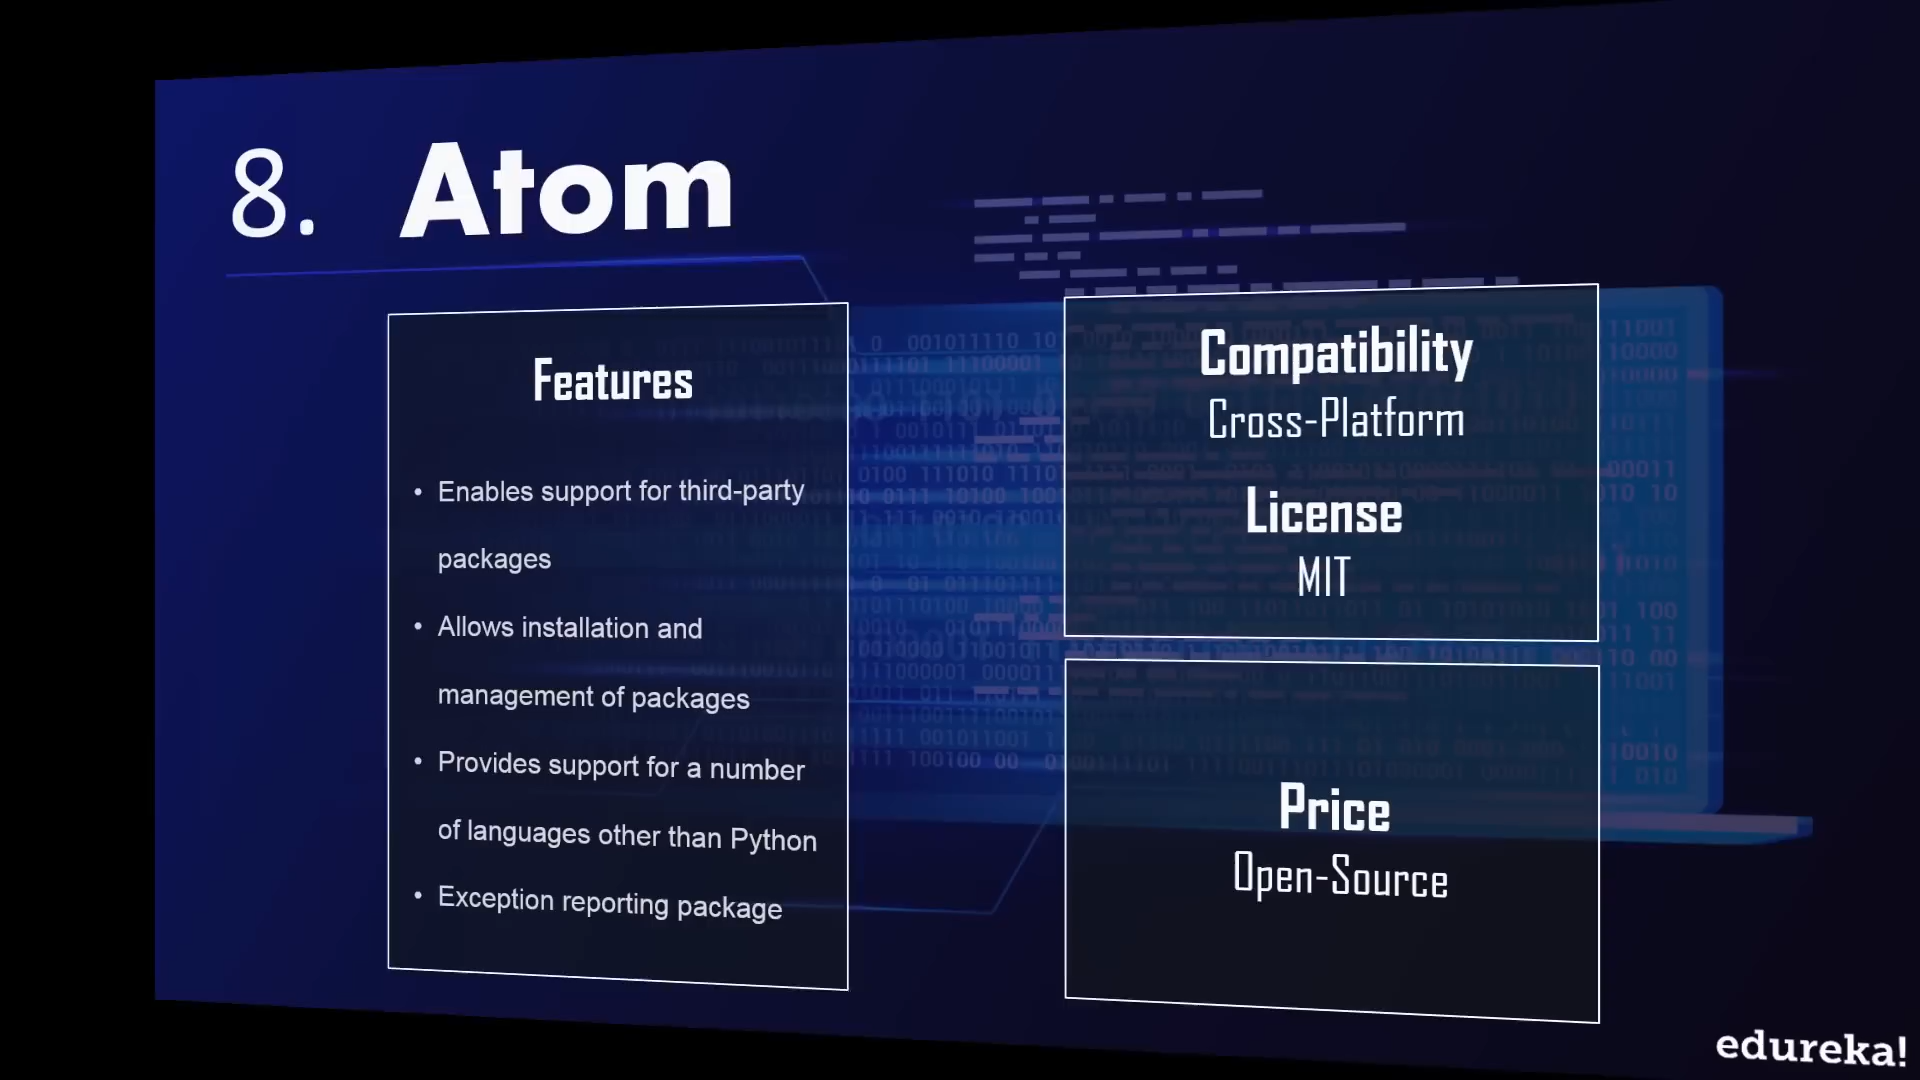 8. Atom
Features
• Enables support for third-party
packages
• Allows installation and
management of packages
• Provides support for a number
of languages other than Python
• Exception reporting package
Compatibility
Cross-Platform
License
MIT
Price
Open-Source
edureka!